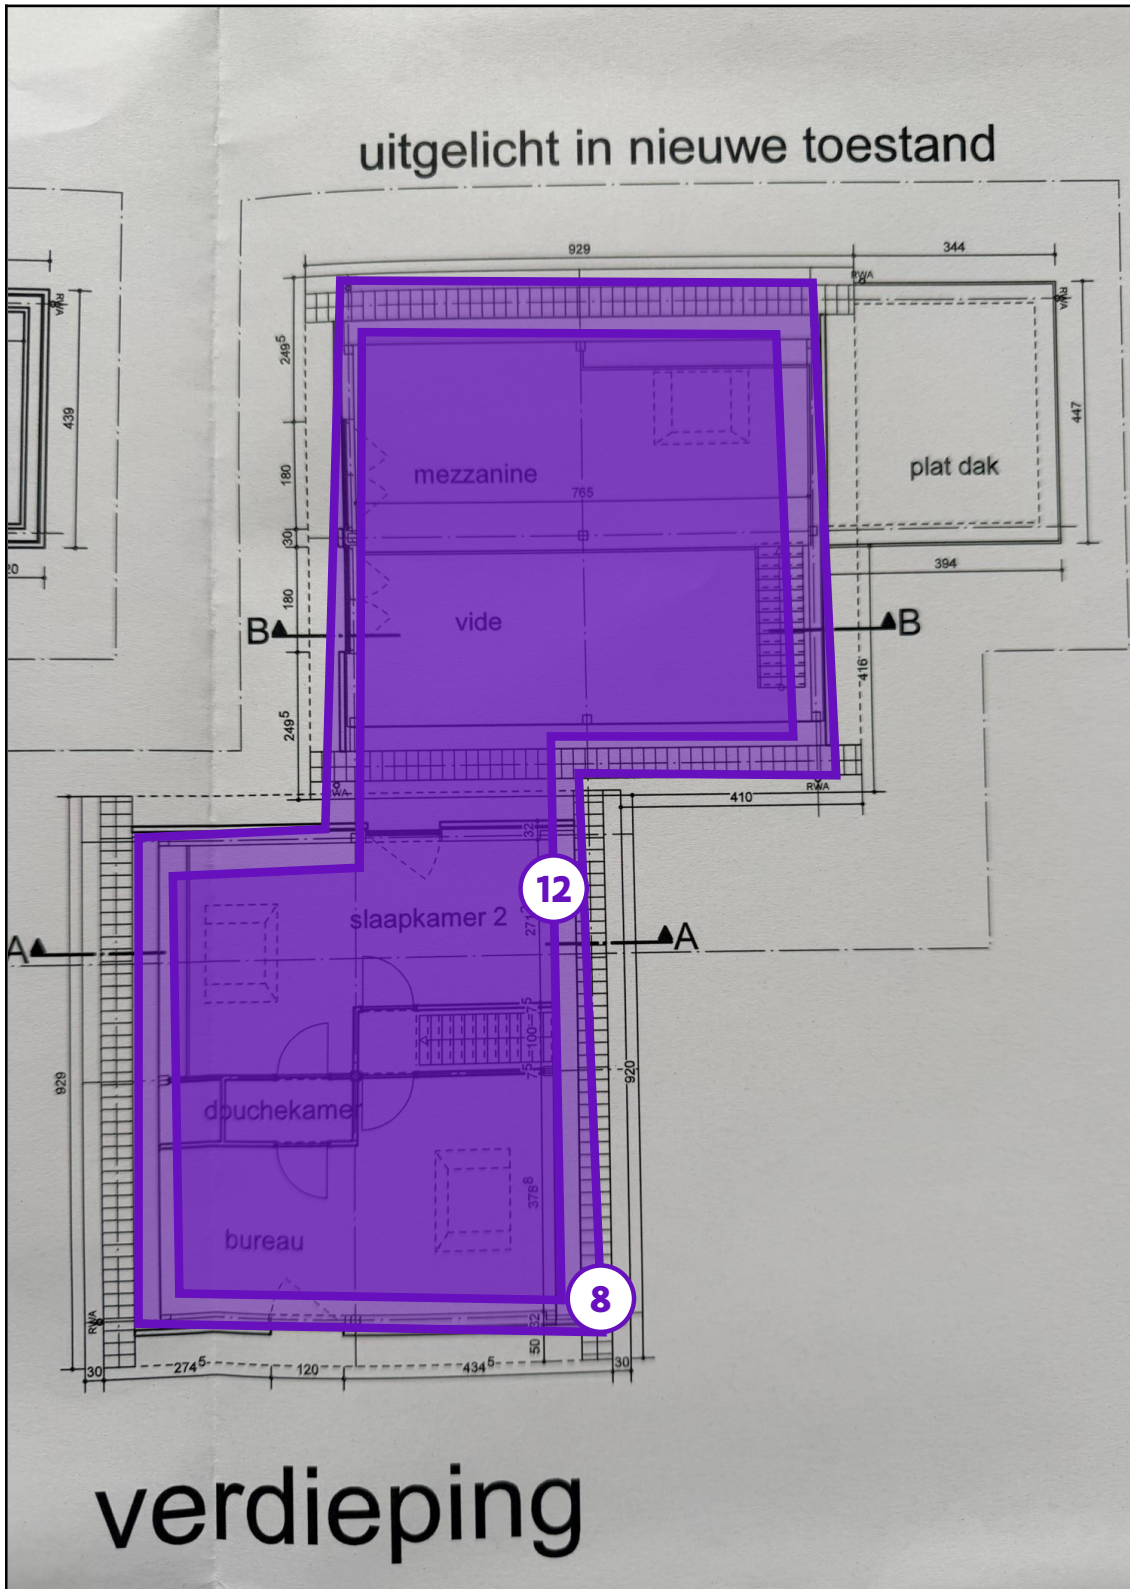 uitgelicht in nieuwe toestand
929
344
RWA
RWA
RWA
249⁵
439
447
180
mezzanine
plat dak
765
30
20
394
180
B
vide
B
416
249⁵
RWA
410
32
12
slaapkamer 2
271
A
A
75
100
75
929
920
douchekamer
378⁸
bureau
8
RWA
50
30
274⁵
120
434⁵
30
verdieping